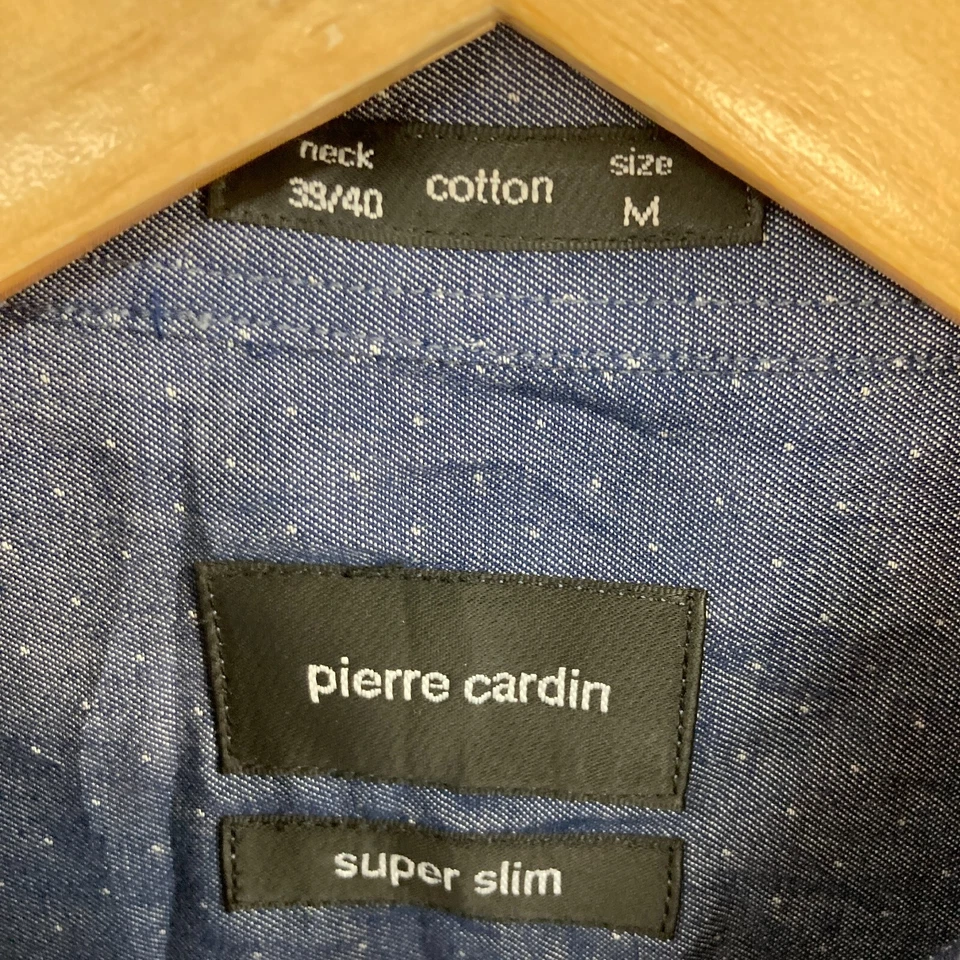 neck cotton size
39/40 M
pierre cardin
super slim